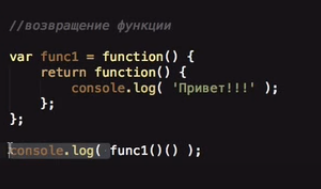 //возвращение функции
var func1 = function() {
return function() {
console.log( 'Привет!!!' );
};
};
console.log( func1()() );